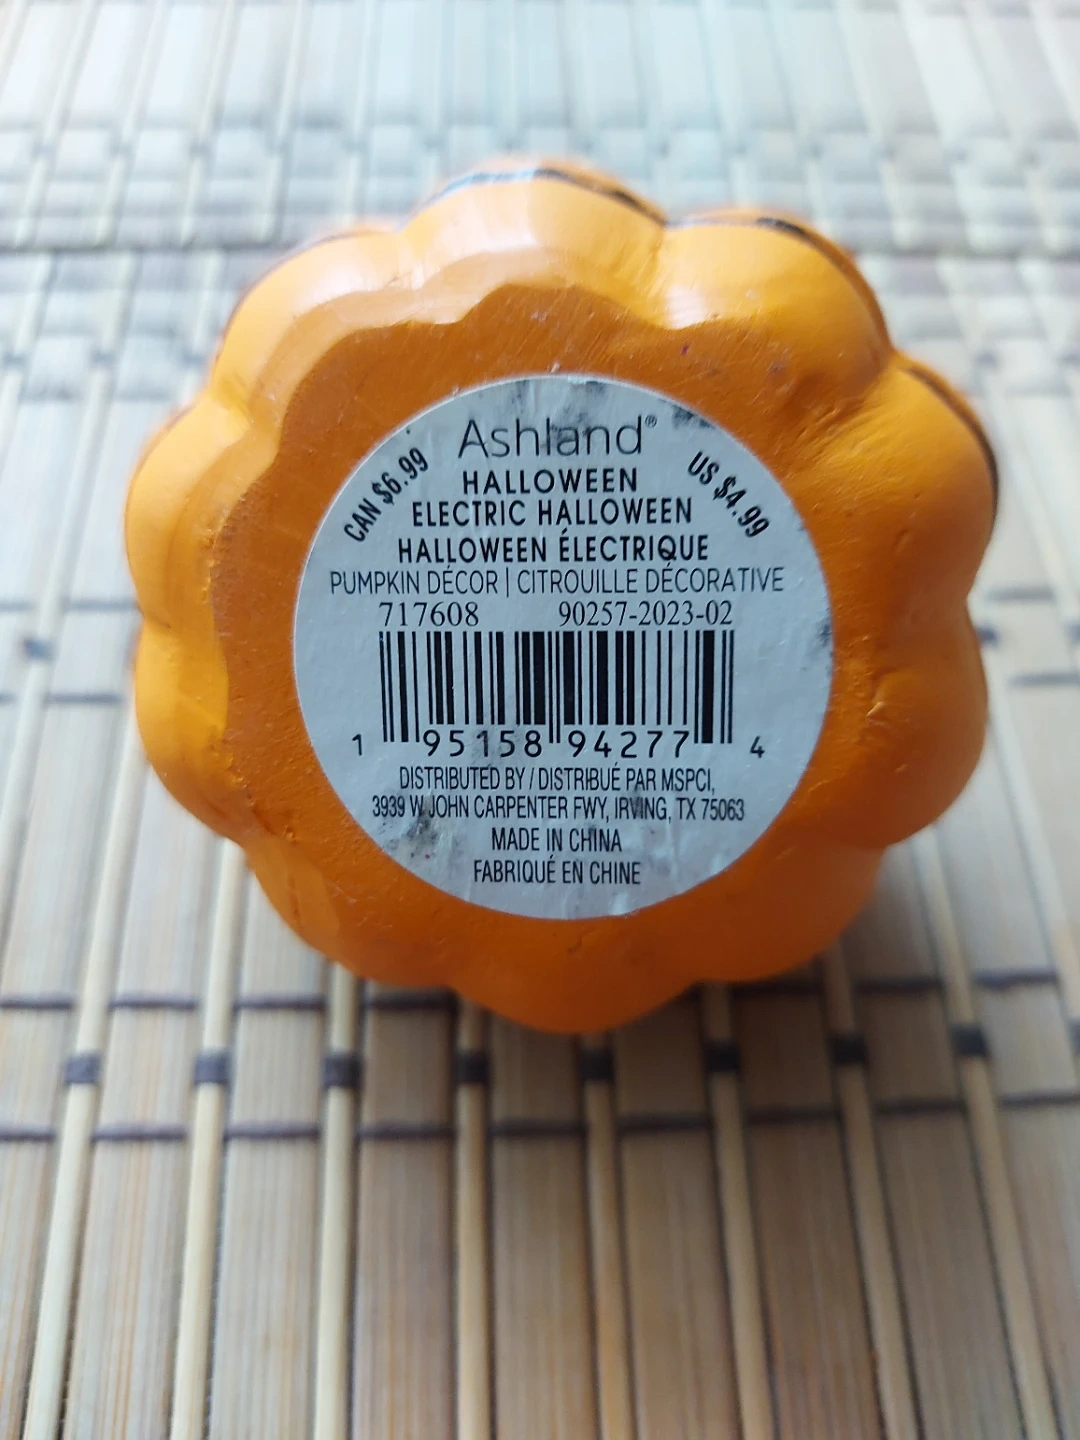 Ashland®
CAN $6.99
US $4.99
HALLOWEEN
ELECTRIC HALLOWEEN
HALLOWEEN ÉLECTRIQUE
PUMPKIN DÉCOR | CITROUILLE DÉCORATIVE
717608 90257-2023-02
1 95158 94277 4
DISTRIBUTED BY / DISTRIBUÉ PAR MSPCI,
3939 W JOHN CARPENTER FWY, IRVING, TX 75063
MADE IN CHINA
FABRIQUÉ EN CHINE